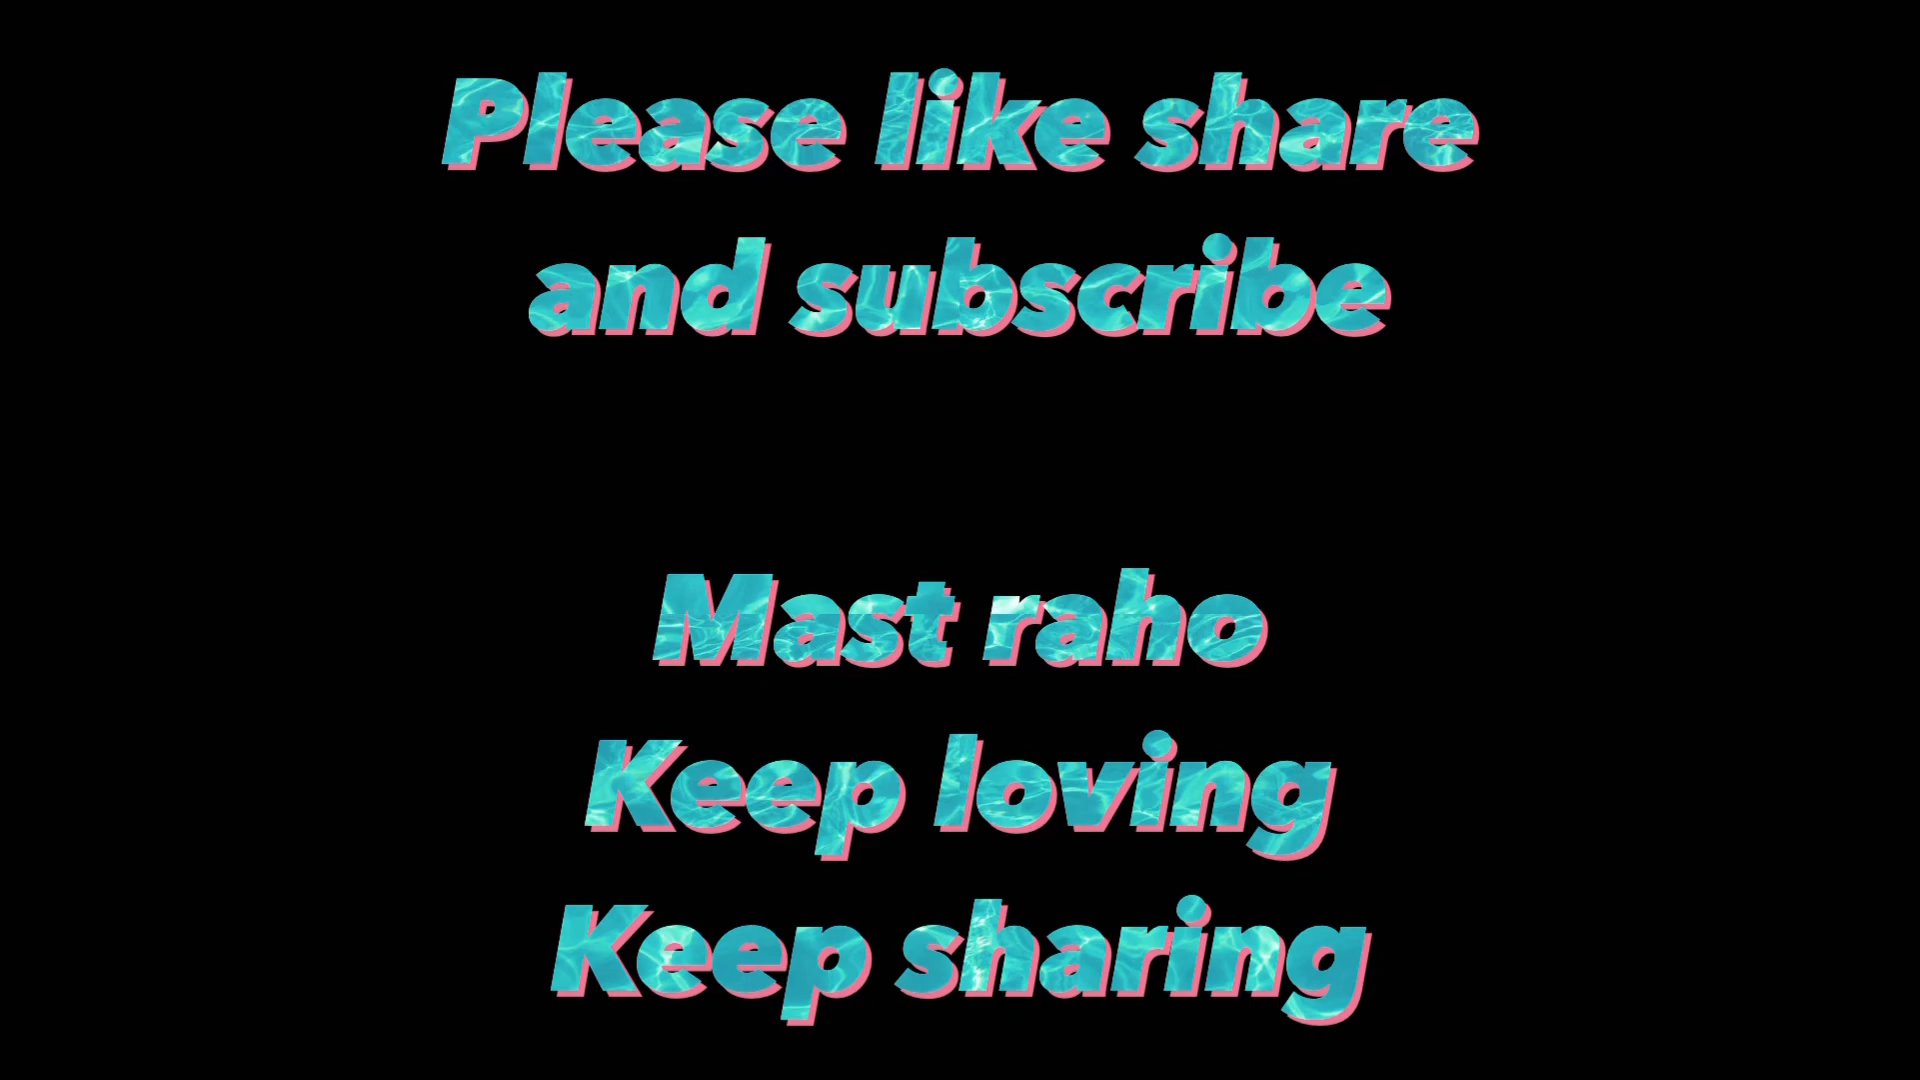 Please like share
and subscribe
Mast raho
Keep loving
Keep sharing